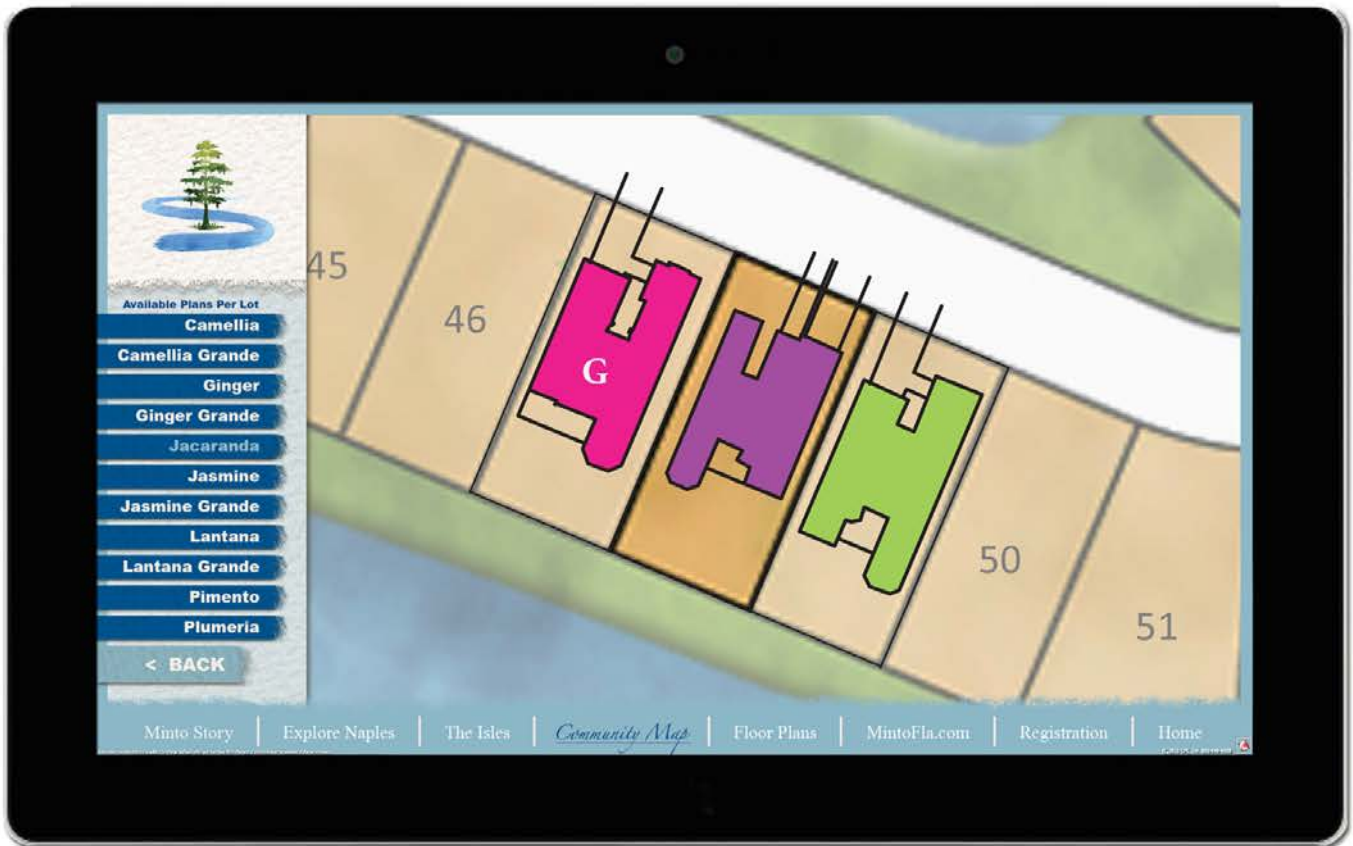 Available Plans Per Lot
Camellia
Camellia Grande
Ginger
Ginger Grande
Jacaranda
Jasmine
Jasmine Grande
Lantana
Lantana Grande
Pimento
Plumeria
< BACK
45
46
G
50
51
Minto Story
Explore Naples
The Isles
Community Map
Floor Plans
MintoFla.com
Registration
Home